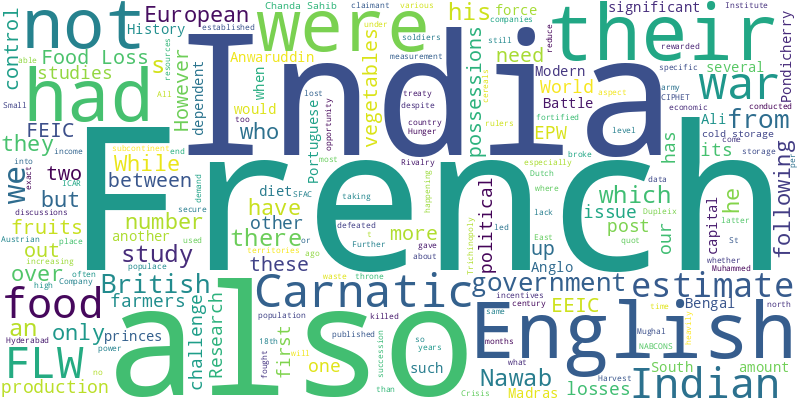 not were their
India
control European Chanda Sahib his claimant force various companies significant Institute
History established Anwaruddin soldiers under still measurement reduce rewarded
Food Loss However dependent s When need Modern several Pondicherry
studies resources had possessions World specific army CIPHET economic conducted
FEIC able All would lost treaty despite Battle war
Small vegetables Portuguese opportunity country Hunger rulers fortified aspect Ali from
they subcontinent who too cereals EPW level cold storage
French
into income While end Rivalry most especially has its come per
we exact ICAR two between diet SFAC happening Dutch broke data storage
discussions demand have taking where which he Dupleix following
but number other t political lack issue our capital latter
fruits Austrian place another secure there or defeated led up post quot whether St
out increasing used territories ago Further gave about Trichinopoly East Anglo Muhammed
over populace study these more government estimate
high Company often British Carnatic
food farmers challenge waste throne incentives century EEIC time Bengal north
an only princes Research population killed same English heavily Mughal
also
Hyderabad power first 18th one published so years months NABCONS
FLW no fought will succession such Nawab what South amount
production than Crisis Madras Harvest losses Indian